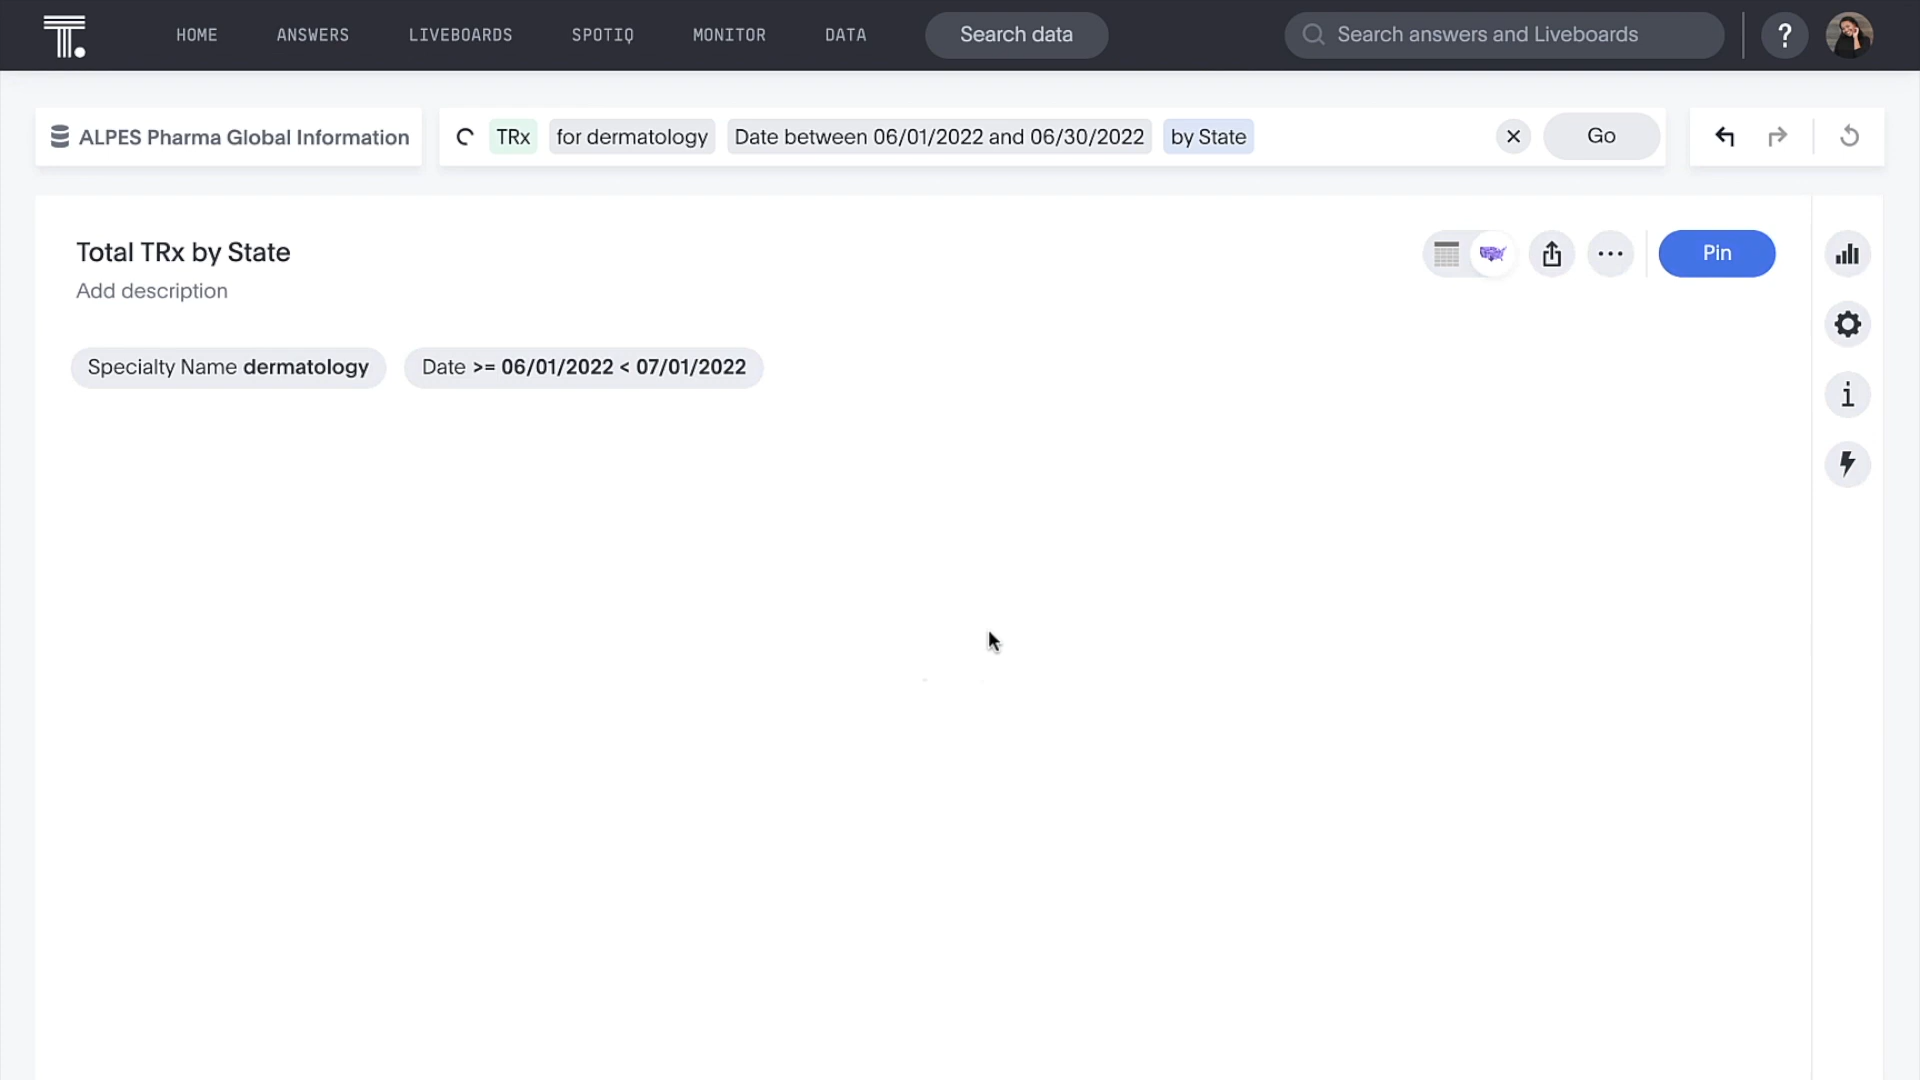 HOME ANSWERS LIVEBOARDS SPOTIQ MONITOR DATA Search data Search answers and Liveboards ?
ALPES Pharma Global Information TRx for dermatology Date between 06/01/2022 and 06/30/2022 by State Go
Total TRx by State
Pin
Add description
Specialty Name dermatology Date >= 06/01/2022 < 07/01/2022